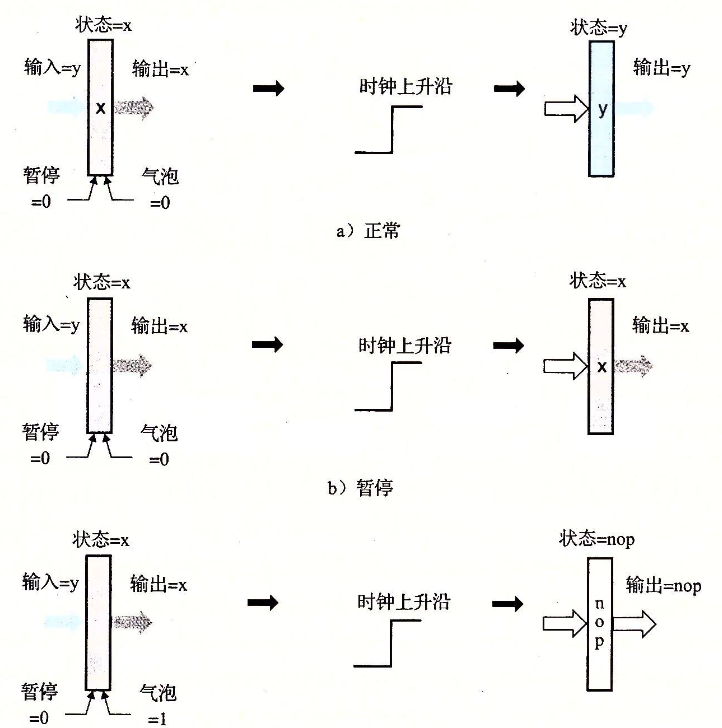 状态=x
状态=y
输入=y
输出=x
时钟上升沿
输出=y
x
y
暂停
=0
气泡
=0
a）正常
状态=x
状态=x
输入=y
输出=x
时钟上升沿
输出=x
x
暂停
=0
气泡
=0
b）暂停
状态=x
状态=nop
输入=y
输出=x
时钟上升沿
输出=nop
nop
暂停
=0
气泡
=1